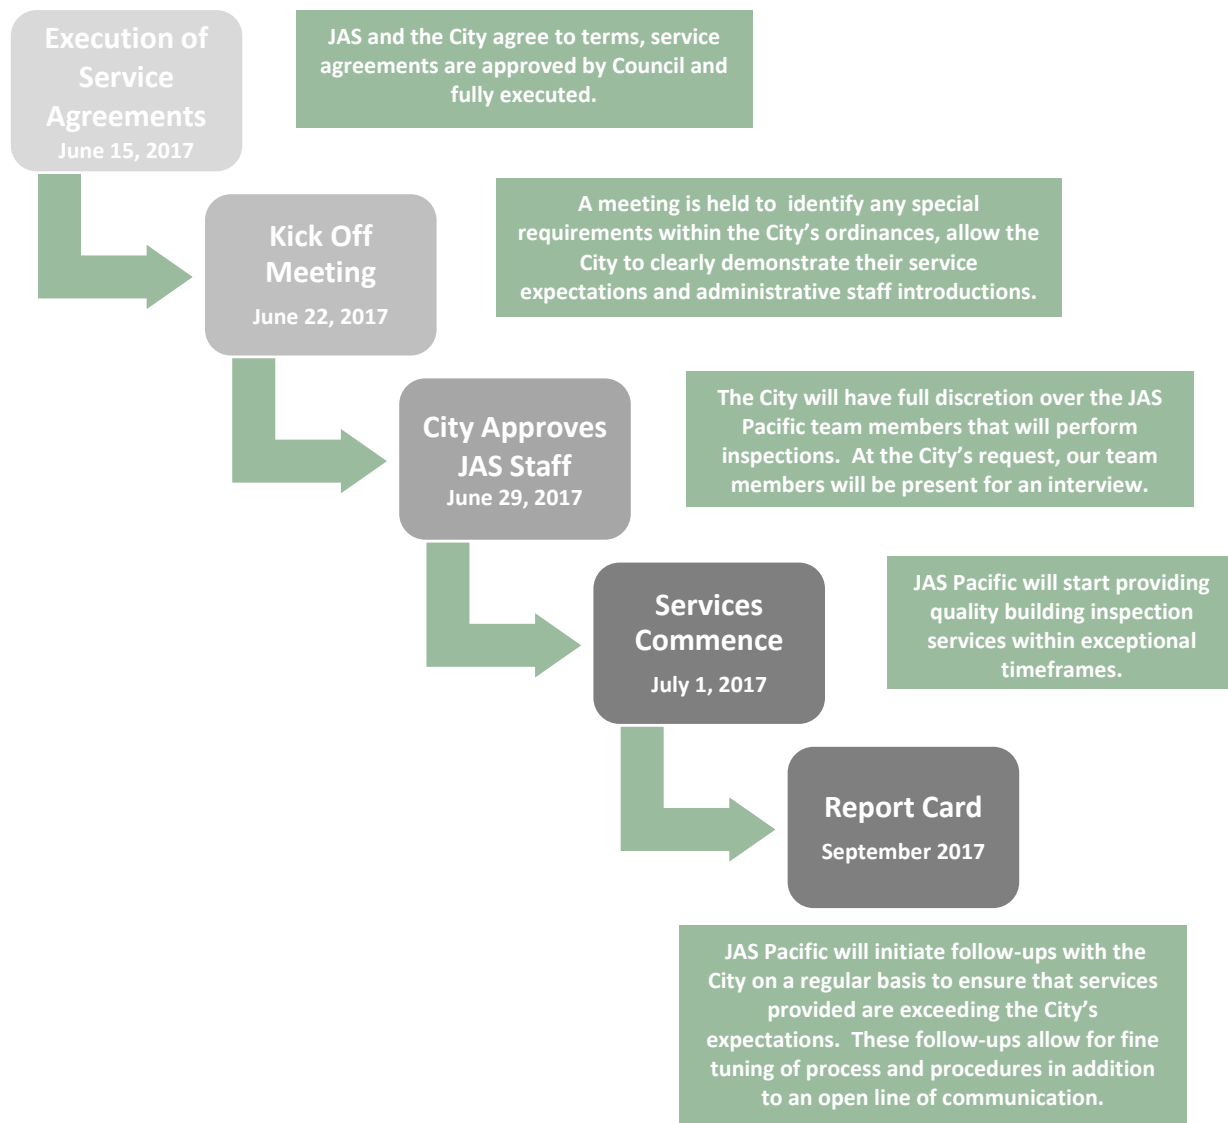 Execution of
Service
Agreements
June 15, 2017
JAS and the City agree to terms, service
agreements are approved by Council and
fully executed.
Kick Off
Meeting
June 22, 2017
A meeting is held to  identify any special
requirements within the City’s ordinances, allow the
City to clearly demonstrate their service
expectations and administrative staff introductions.
City Approves
JAS Staff
June 29, 2017
The City will have full discretion over the JAS
Pacific team members that will perform
inspections.  At the City’s request, our team
members will be present for an interview.
Services
Commence
July 1, 2017
JAS Pacific will start providing
quality building inspection
services within exceptional
timeframes.
Report Card
September 2017
JAS Pacific will initiate follow-ups with the
City on a regular basis to ensure that services
provided are exceeding the City’s
expectations.  These follow-ups allow for fine
tuning of process and procedures in addition
to an open line of communication.